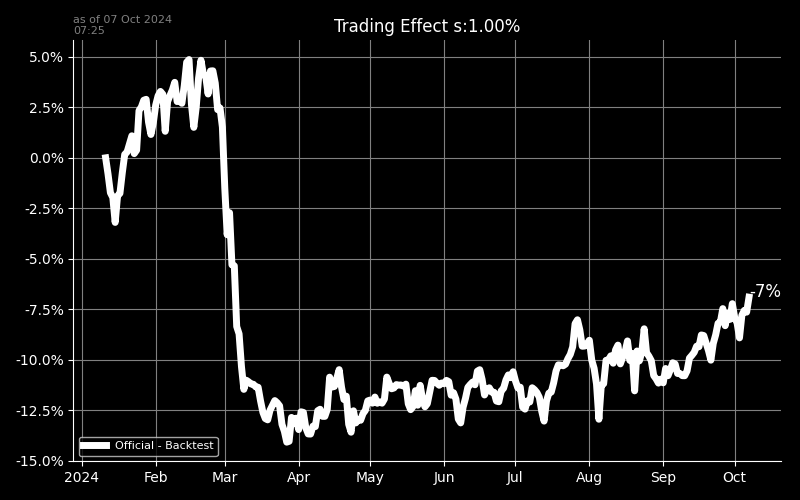 as of 07 Oct 2024
07:25
Trading Effect s:1.00%
5.0%
2.5%
0.0%
-2.5%
-5.0%
-7.5%
-7%
-10.0%
-12.5%
-15.0%
Official - Backtest
2024 Feb Mar Apr May Jun Jul Aug Sep Oct